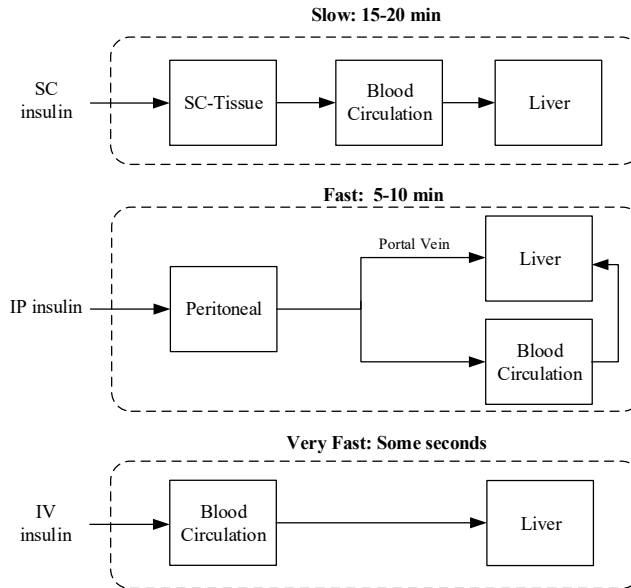 Slow: 15-20 min
SC
insulin
SC-Tissue
Blood
Circulation
Liver
Fast: 5-10 min
Portal Vein
Liver
IP insulin
Peritoneal
Blood
Circulation
Very Fast: Some seconds
IV
insulin
Blood
Circulation
Liver